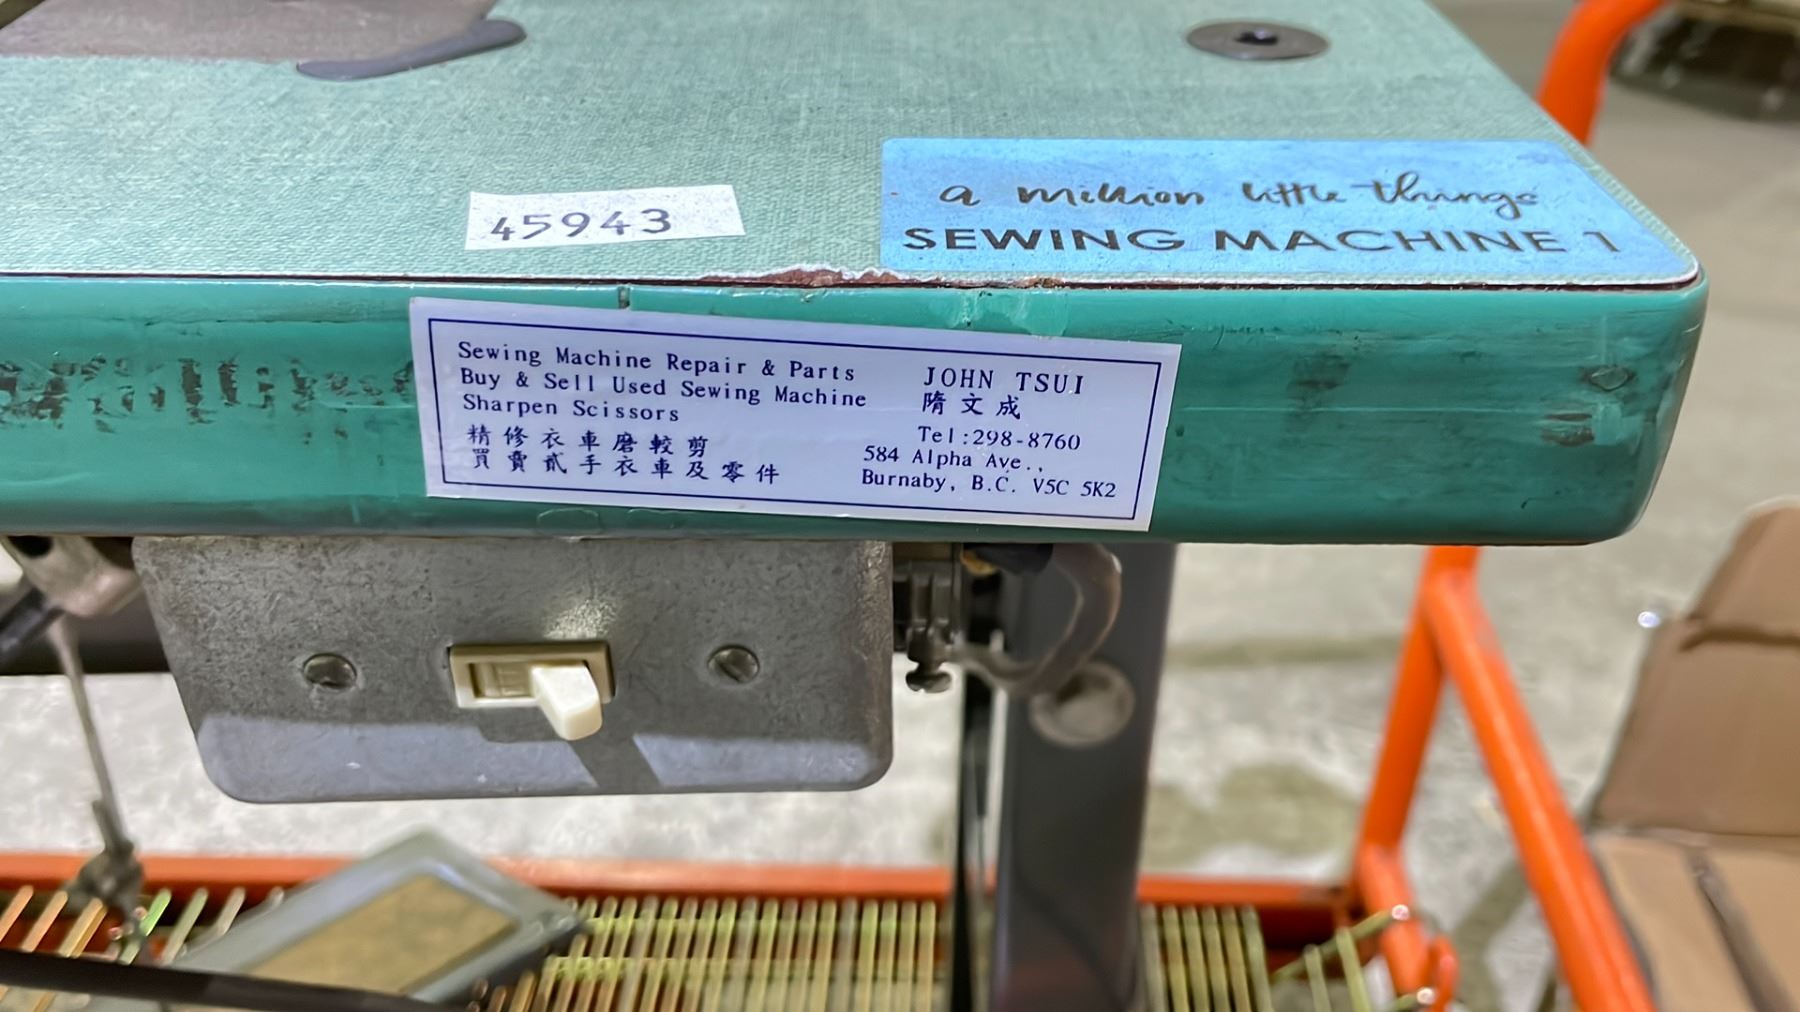 a million little things
SEWING MACHINE 1
45943
Sewing Machine Repair & Parts
Buy & Sell Used Sewing Machine
Sharpen Scissors
精修衣車磨較剪
買賣貳手衣車及零件
JOHN TSUI
隋文成
Tel:298-8760
584 Alpha Ave.,
Burnaby, B.C. V5C 5K2